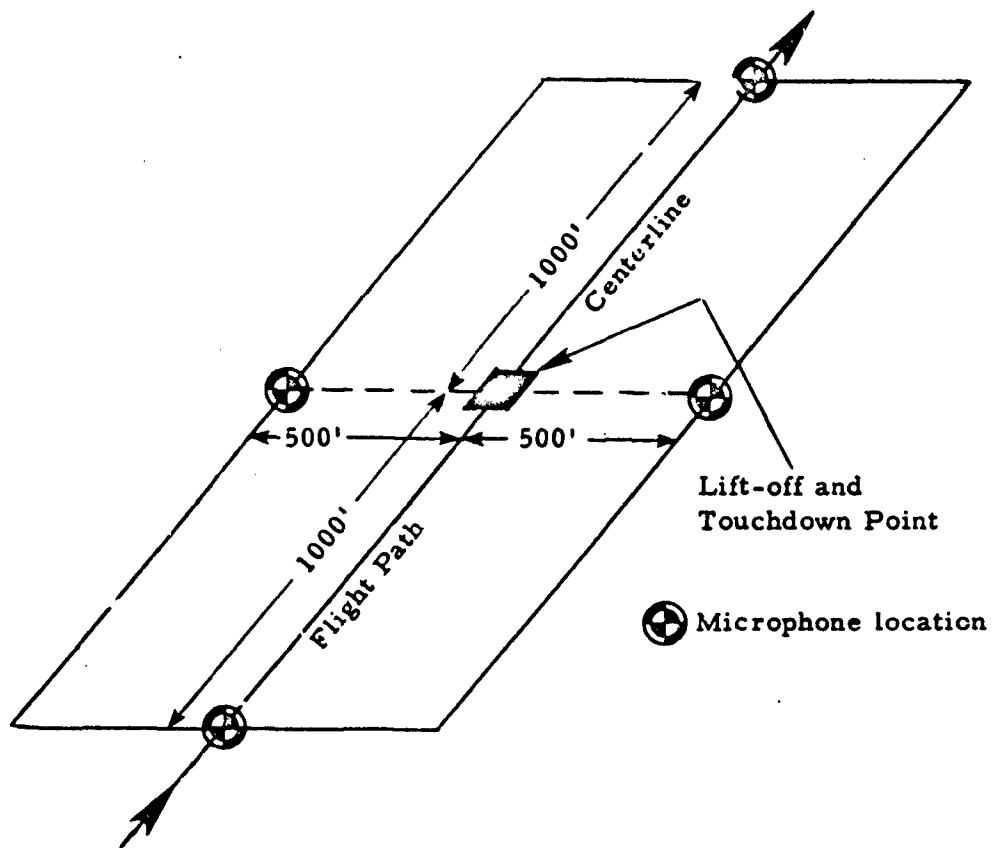 1000'
Centerline
500'
500'
Lift-off and
Touchdown Point
1000'
Flight Path
Microphone location